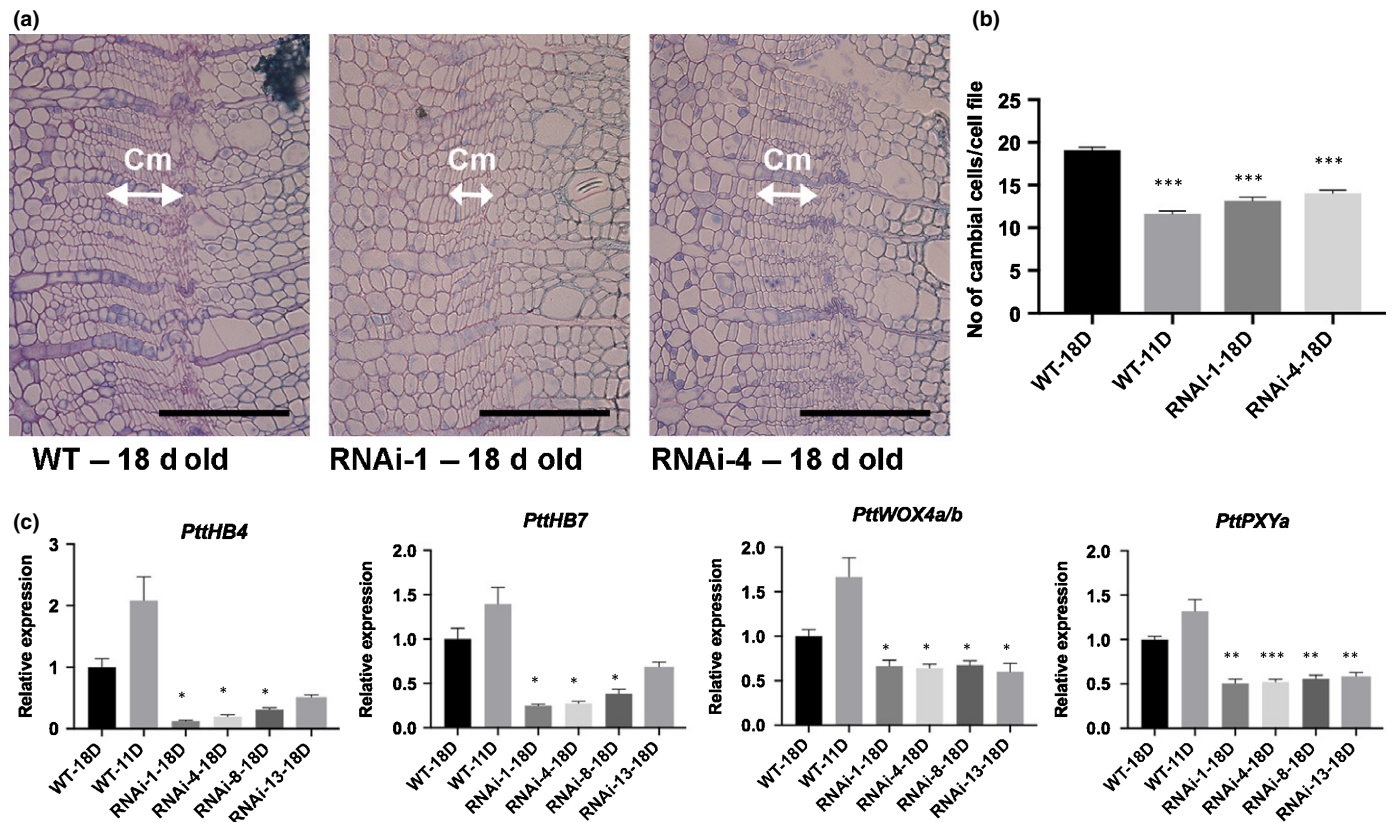 (a)
Cm
Cm
Cm
WT – 18 d old
RNAi-1 – 18 d old
RNAi-4 – 18 d old
(b)
No of cambial cells/cell file
25
20
15
10
5
0
***
***
***
WT-18D
WT-11D
RNAI-1-18D
RNAi-4-18D
(c)
PttHB4
Relative expression
3
2
1
0
*
*
*
WT-18D
WT-11D
RNAi-1-18D
RNAi-4-18D
RNAi-8-18D
RNAi-13-18D
PttHB7
Relative expression
2.0
1.5
1.0
0.5
0.0
*
*
*
WT-18D
WT-11D
RNAi-1-18D
RNAi-4-18D
RNAi-8-18D
RNAi-13-18D
PttWOX4a/b
Relative expression
2.0
1.5
1.0
0.5
0.0
*
*
*
*
WT-18D
WT-11D
RNAi-1-18D
RNAi-4-18D
RNAi-8-18D
RNAi-13-18D
PttPXYa
Relative expression
2.0
1.5
1.0
0.5
0.0
**
***
**
**
WT-18D
WT-11D
RNAi-1-18D
RNAi-4-18D
RNAi-8-18D
RNAi-13-18D